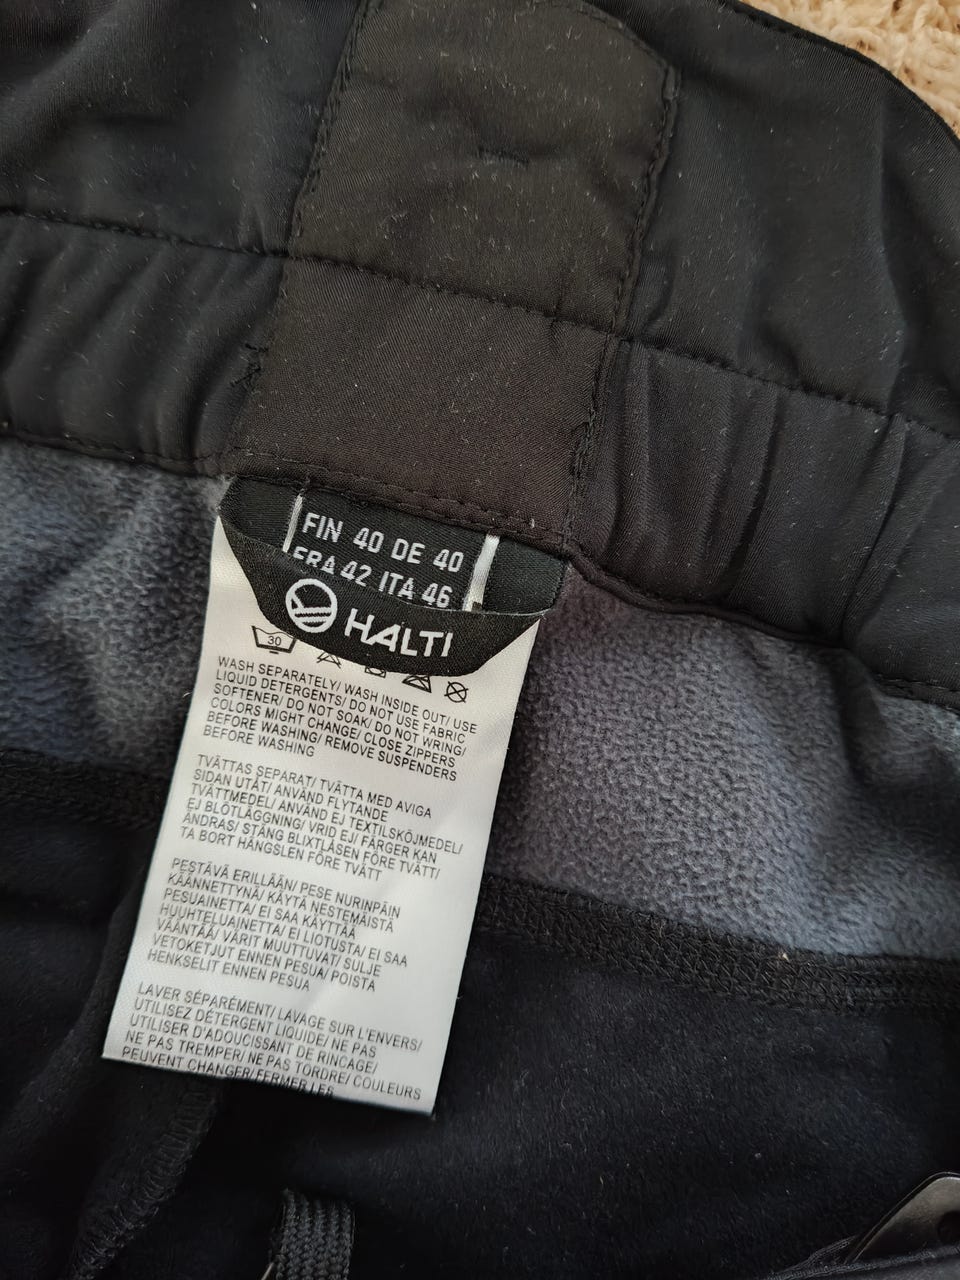 FIN 40 DE 40
FRA 42 ITA 46
HALTI
30
WASH SEPARATELY/ WASH INSIDE OUT/ USE
LIQUID DETERGENTS/ DO NOT USE FABRIC
SOFTENER/ DO NOT SOAK/ DO NOT WRING/
COLORS MIGHT CHANGE/ CLOSE ZIPPERS
BEFORE WASHING/ REMOVE SUSPENDERS
BEFORE WASHING
TVÄTTAS SEPARAT/ TVÄTTA MED AVIGA
SIDAN UTÅT/ ANVÄND FLYTANDE
TVÄTTMEDEL/ ANVÄND EJ TEXTILSKÖJMEDEL/
EJ BLÖTLÄGGNING/ VRID EJ/ FÄRGER KAN
ÄNDRAS/ STÄNG BLIXTLÅSEN FÖRE TVÄTT/
TA BORT HÄNGSLEN FÖRE TVÄTT
PESTÄVÄ ERILLÄÄN/ PESE NURINPÄIN
KÄÄNNETTYNÄ/ KÄYTÄ NESTEMÄISTÄ
PESUAINETTA/ EI SAA KÄYTTÄÄ
HUUHTELUAINETTA/ EI LIOTUSTA/ EI SAA
VÄÄNTÄÄ/ VÄRIT MUUTTUVAT/ SULJE
VETOKETJUT ENNEN PESUA/ POISTA
HENKSELIT ENNEN PESUA
LAVER SÉPARÉMENT/ LAVAGE SUR L'ENVERS/
UTILISEZ DÉTERGENT LIQUIDE/ NE PAS
UTILISER D'ADOUCISSANT DE RINCAGE/
NE PAS TREMPER/ NE PAS TORDRE/ COULEURS
PEUVENT CHANGER/ FERMER LES